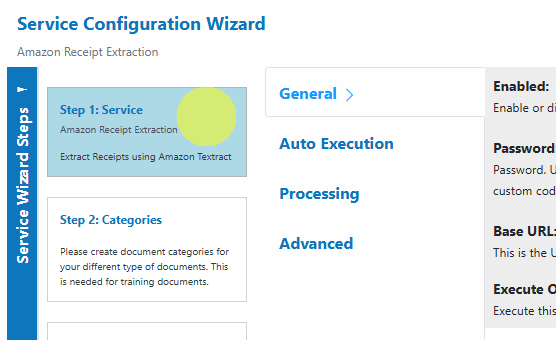 Service Configuration Wizard
Amazon Receipt Extraction
Service Wizard Steps
Step 1: Service
Amazon Receipt Extraction
Extract Receipts using Amazon Textract
Step 2: Categories
Please create document categories for
your different type of documents. This
is needed for training documents.
General
Auto Execution
Processing
Advanced
Enabled:
Enable or di
Password:
Password. U
custom cod
Base URL:
This is the U
Execute O
Execute this